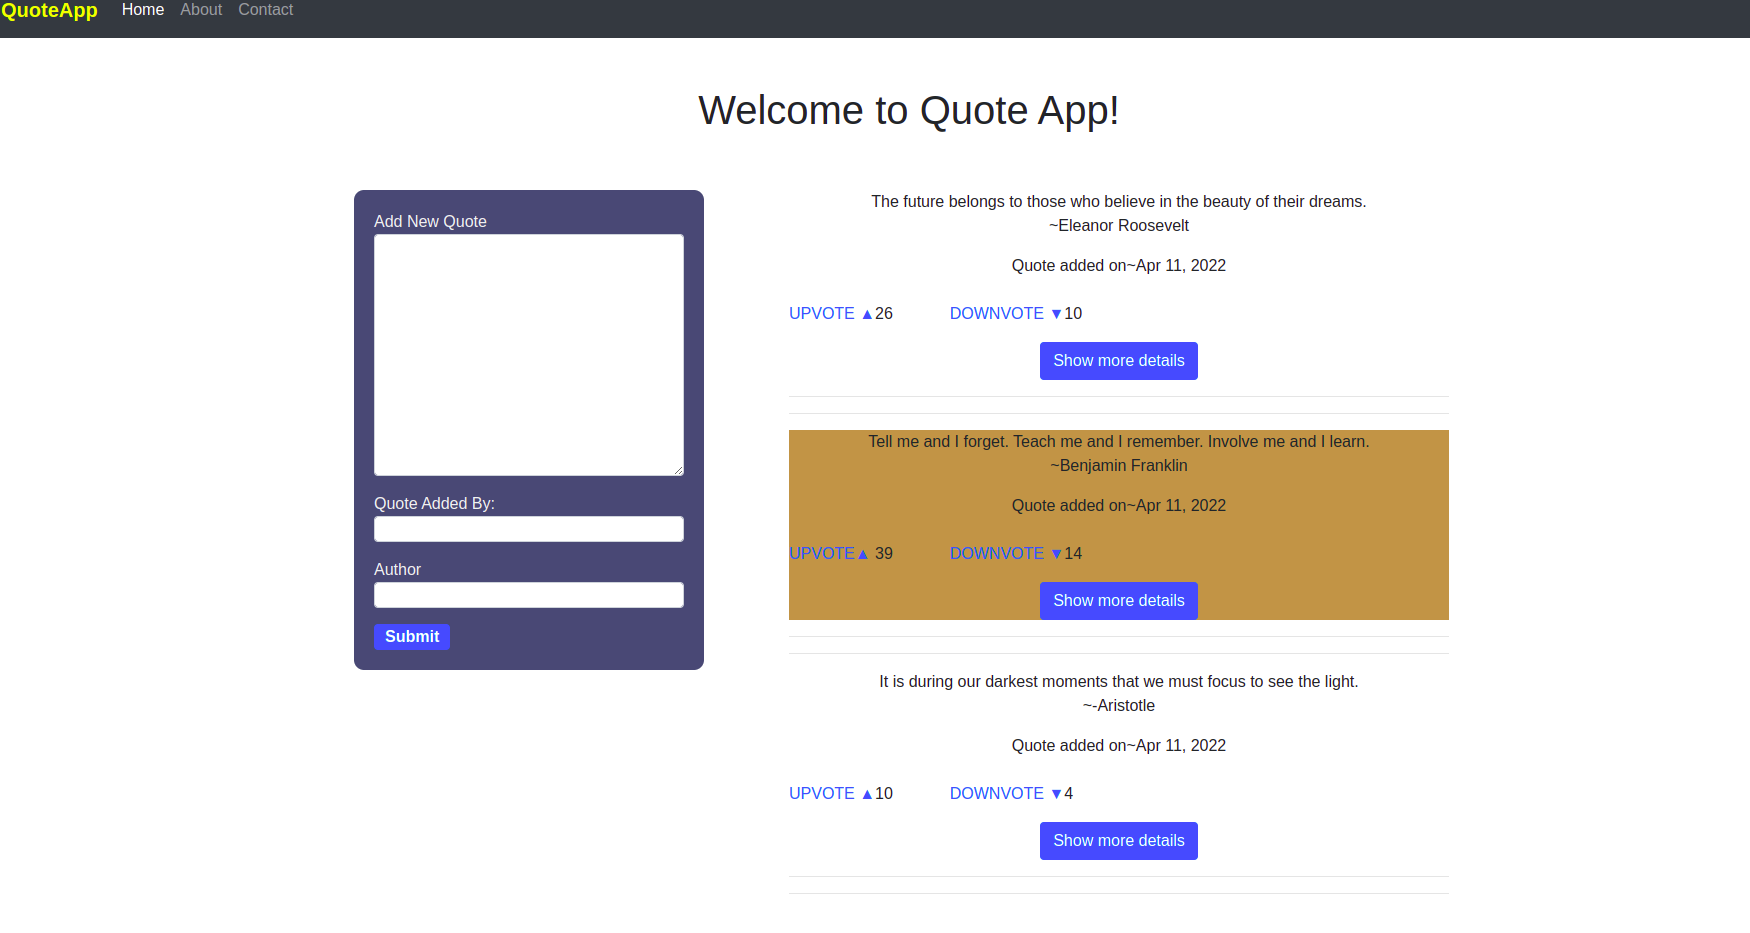 QuoteApp Home About Contact
Welcome to Quote App!
Add New Quote
Quote Added By:
Author
Submit
The future belongs to those who believe in the beauty of their dreams.
~Eleanor Roosevelt
Quote added on~Apr 11, 2022
UPVOTE ▲26 DOWNVOTE ▼10
Show more details
Tell me and I forget. Teach me and I remember. Involve me and I learn.
~Benjamin Franklin
Quote added on~Apr 11, 2022
UPVOTE▲ 39 DOWNVOTE ▼14
Show more details
It is during our darkest moments that we must focus to see the light.
~-Aristotle
Quote added on~Apr 11, 2022
UPVOTE ▲10 DOWNVOTE ▼4
Show more details